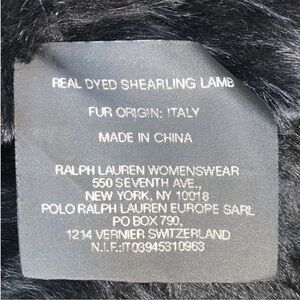 REAL DYED SHEARLING LAMB
FUR ORIGIN: ITALY
MADE IN CHINA
RALPH LAUREN WOMENSWEAR
550 SEVENTH AVE.,
NEW YORK, NY 10018
POLO RALPH LAUREN EUROPE SARL
PO BOX 790,
1214 VERNIER SWITZERLAND
N.I.F.:IT03945310963